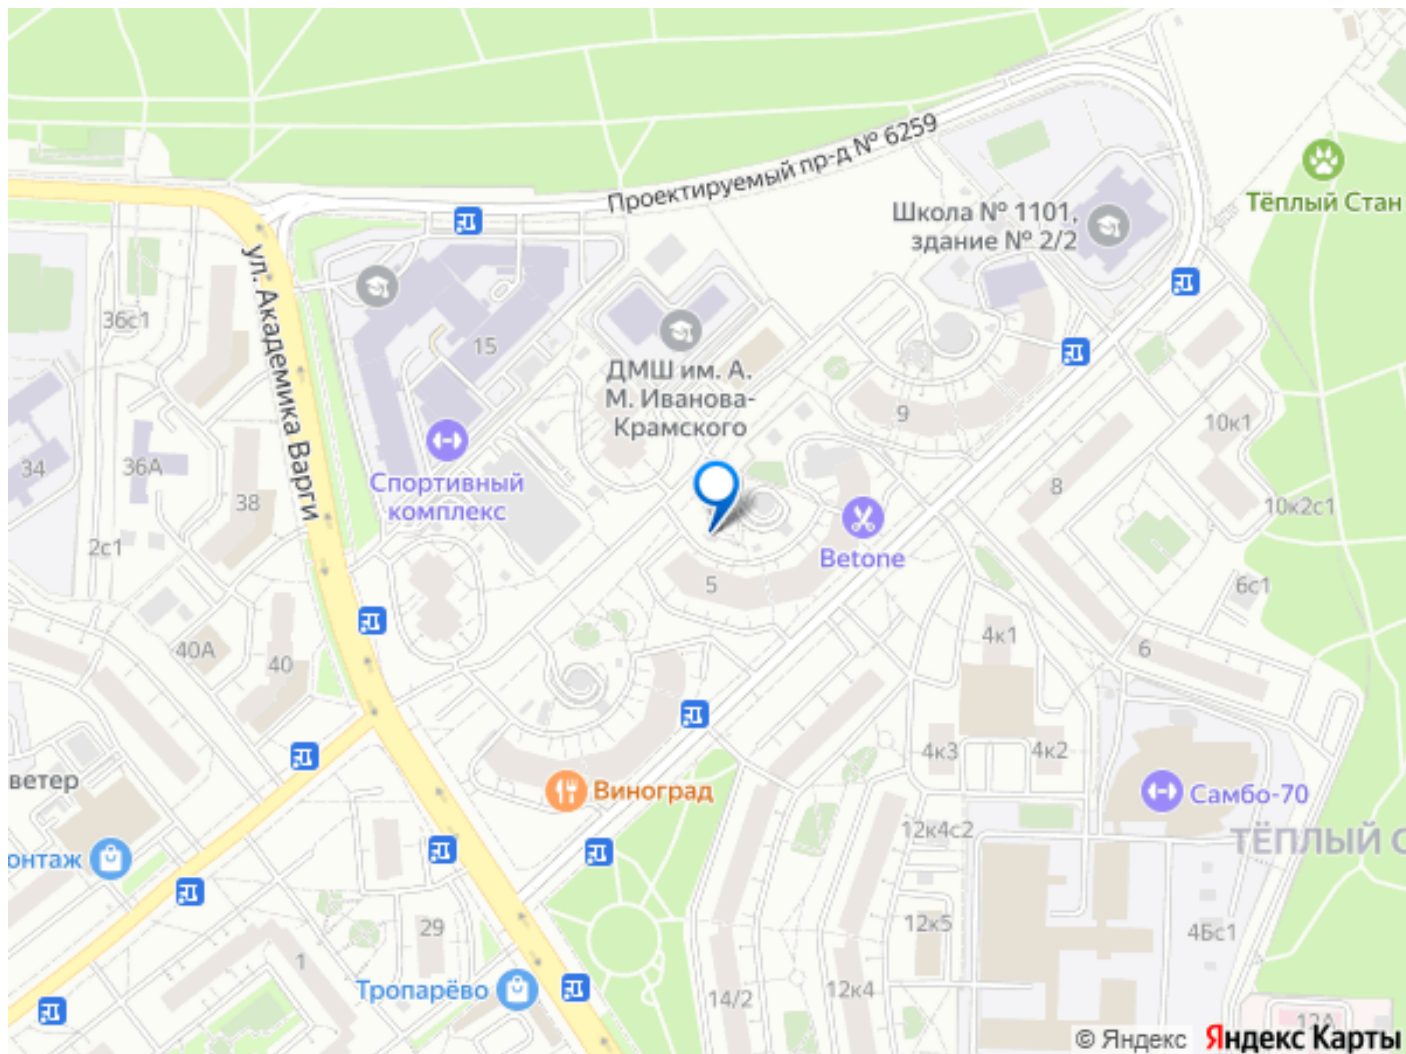 Проектируемый пр-д № 6259
Тёплый Стан
Школа № 1101,
здание № 2/2
ул. Академика Варги
36с1
15
ДМШ им. А.
М. Иванова-
Крамского
9
10к1
34
36А
38
Спортивный
комплекс
8
10к2с1
2с1
Betone
5
6с1
4к1
40А
40
6
4к3
4к2
ветер
Виноград
Самбо-70
онтаж
12к4с2
ТЁПЛЫЙ С
29
12к5
4Бс1
1
Тропарёво
14/2
12к4
12А
© Яндекс
Яндекс Карты